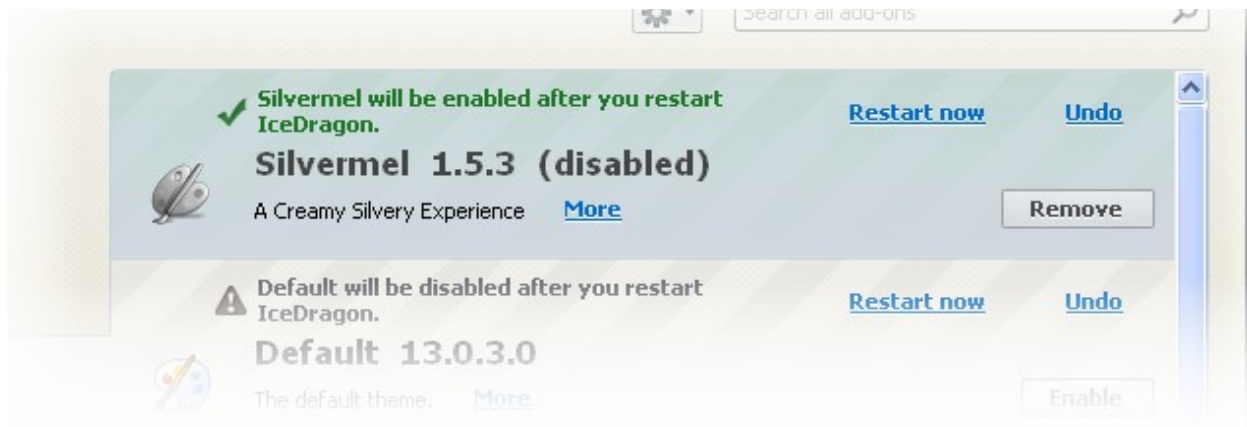 Search all add-ons
Silvermel will be enabled after you restart
IceDragon.
Restart now
Undo
Silvermel 1.5.3 (disabled)
A Creamy Silvery Experience More
Remove
Default will be disabled after you restart
IceDragon.
Restart now
Undo
Default 13.0.3.0
The default theme. More
Enable